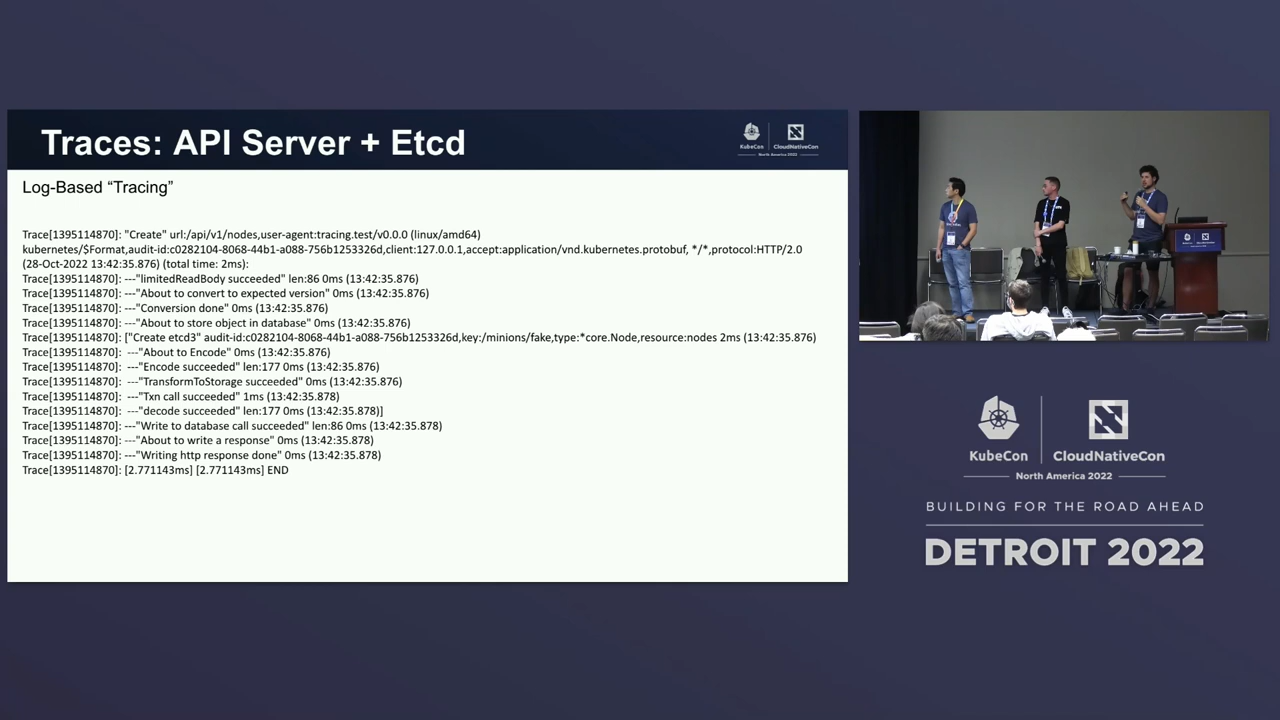 Traces: API Server + Etcd
KubeCon
CloudNativeCon
North America 2022
Log-Based “Tracing”
Trace[1395114870]: "Create" url:/api/v1/nodes,user-agent:tracing.test/v0.0.0 (linux/amd64)
kubernetes/$Format,audit-id:c0282104-8068-44b1-a088-756b1253326d,client:127.0.0.1,accept:application/vnd.kubernetes.protobuf, */*,protocol:HTTP/2.0
(28-Oct-2022 13:42:35.876) (total time: 2ms):
Trace[1395114870]: ---"limitedReadBody succeeded" len:86 0ms (13:42:35.876)
Trace[1395114870]: ---"About to convert to expected version" 0ms (13:42:35.876)
Trace[1395114870]: ---"Conversion done" 0ms (13:42:35.876)
Trace[1395114870]: ---"About to store object in database" 0ms (13:42:35.876)
Trace[1395114870]: ["Create etcd3" audit-id:c0282104-8068-44b1-a088-756b1253326d,key:/minions/fake,type:*core.Node,resource:nodes 2ms (13:42:35.876)
Trace[1395114870]:  ---"About to Encode" 0ms (13:42:35.876)
Trace[1395114870]:  ---"Encode succeeded" len:177 0ms (13:42:35.876)
Trace[1395114870]:  ---"TransformToStorage succeeded" 0ms (13:42:35.876)
Trace[1395114870]:  ---"Txn call succeeded" 1ms (13:42:35.878)
Trace[1395114870]:  ---"decode succeeded" len:177 0ms (13:42:35.878)]
Trace[1395114870]: ---"Write to database call succeeded" len:86 0ms (13:42:35.878)
Trace[1395114870]: ---"About to write a response" 0ms (13:42:35.878)
Trace[1395114870]: ---"Writing http response done" 0ms (13:42:35.878)
Trace[1395114870]: [2.771143ms] [2.771143ms] END
KubeCon
CloudNativeCon
North America 2022
BUILDING FOR THE ROAD AHEAD
DETROIT 2022